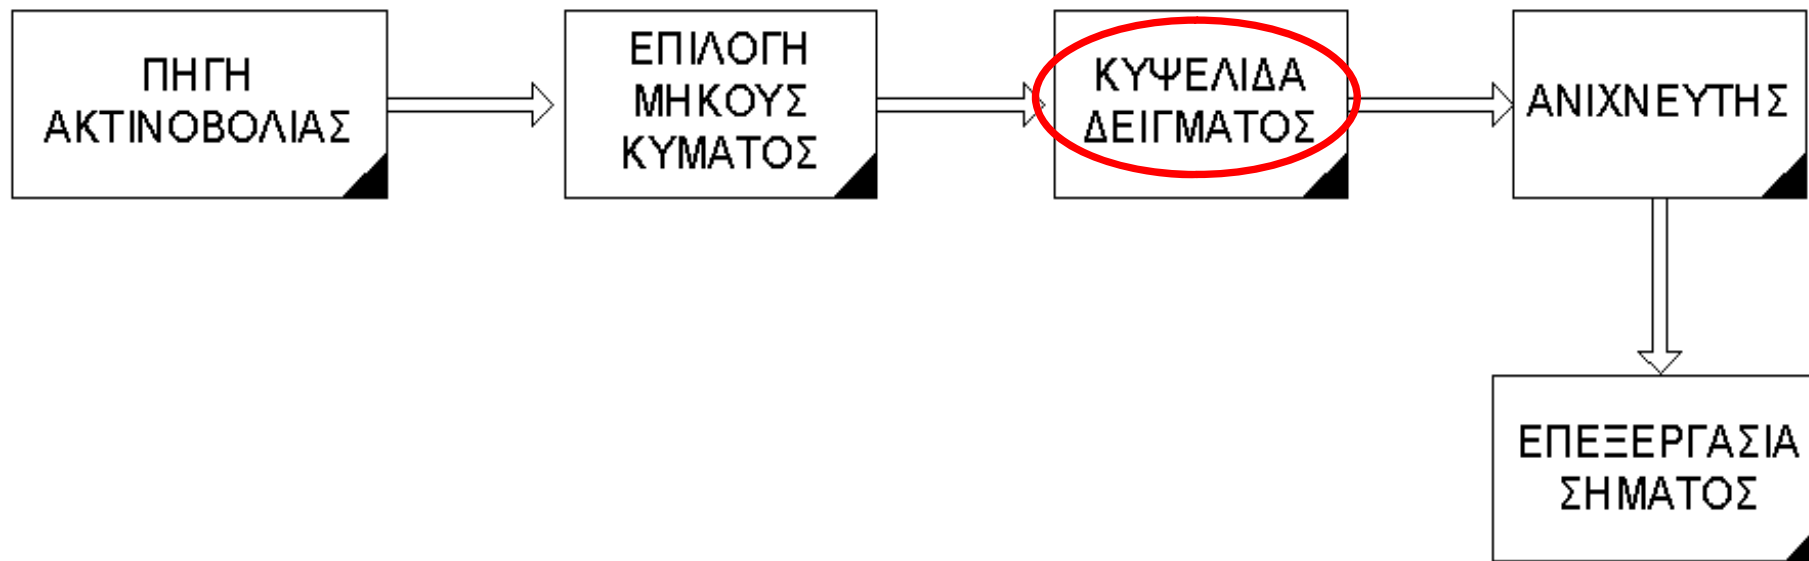 ΠΗΓΗ
ΑΚΤΙΝΟΒΟΛΙΑΣ
ΕΠΙΛΟΓΗ
ΜΗΚΟΥΣ
ΚΥΜΑΤΟΣ
ΚΥΨΕΛΙΔΑ
ΔΕΙΓΜΑΤΟΣ
ΑΝΙΧΝΕΥΤΗΣ
ΕΠΕΞΕΡΓΑΣΙΑ
ΣΗΜΑΤΟΣ